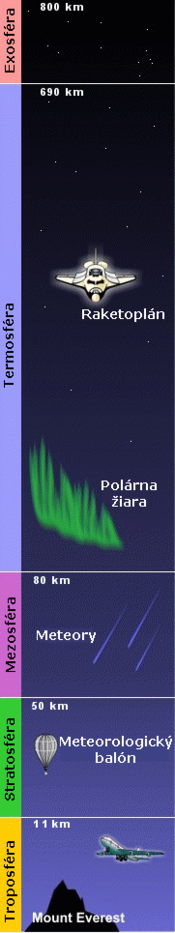 Exosféra
800 km
Termosféra
690 km
Raketoplán
Polárna
žiara
Mezosféra
80 km
Meteory
Stratosféra
50 km
Meteorologický
balón
Troposféra
11 km
Mount Everest